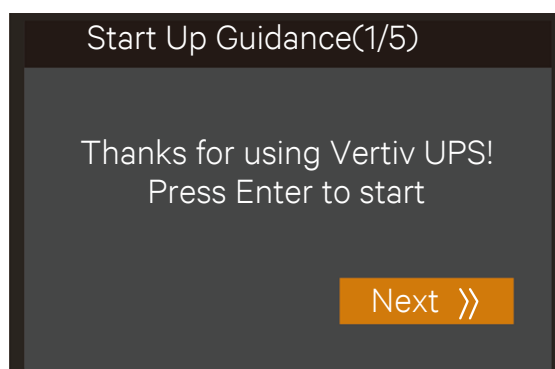 Start Up Guidance(1/5)
Thanks for using Vertiv UPS!
Press Enter to start
Next